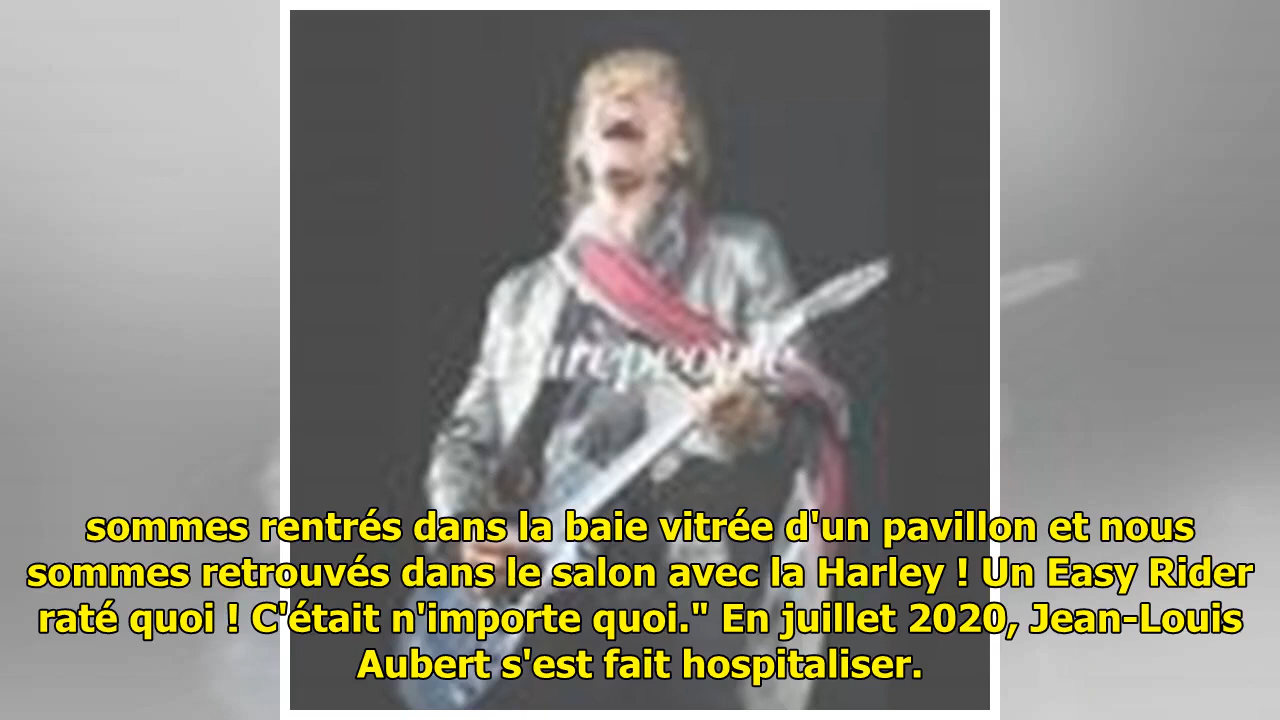 Purepeople
sommes rentrés dans la baie vitrée d'un pavillon et nous
sommes retrouvés dans le salon avec la Harley ! Un Easy Rider
raté quoi ! C'était n'importe quoi." En juillet 2020, Jean-Louis
Aubert s'est fait hospitaliser.